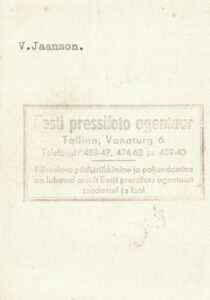 V.Jaanson.
Eesti pressifoto agentuur
Tallinn, Vanaturg 6
Telefonid: 483-47, 474-62 ja 459-40
pildi trükkimine ja paljundamine
on lubatud ainult Eesti pressifoto agentuuri
teadmisel ja loal